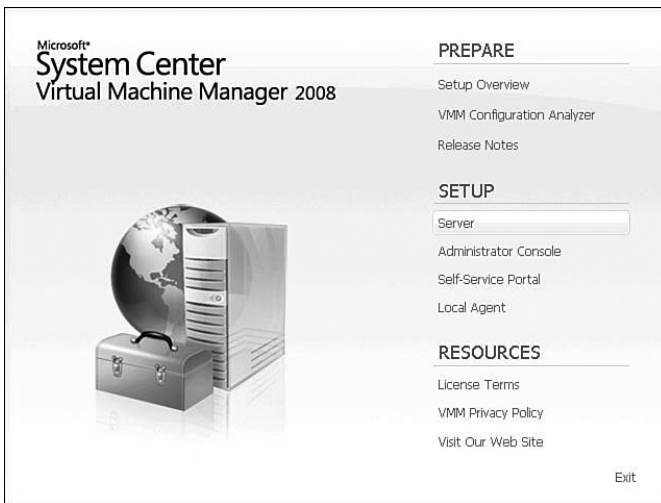 Microsoft®
System Center
Virtual Machine Manager 2008
PREPARE
Setup Overview
VMM Configuration Analyzer
Release Notes
SETUP
Server
Administrator Console
Self-Service Portal
Local Agent
RESOURCES
License Terms
VMM Privacy Policy
Visit Our Web Site
Exit